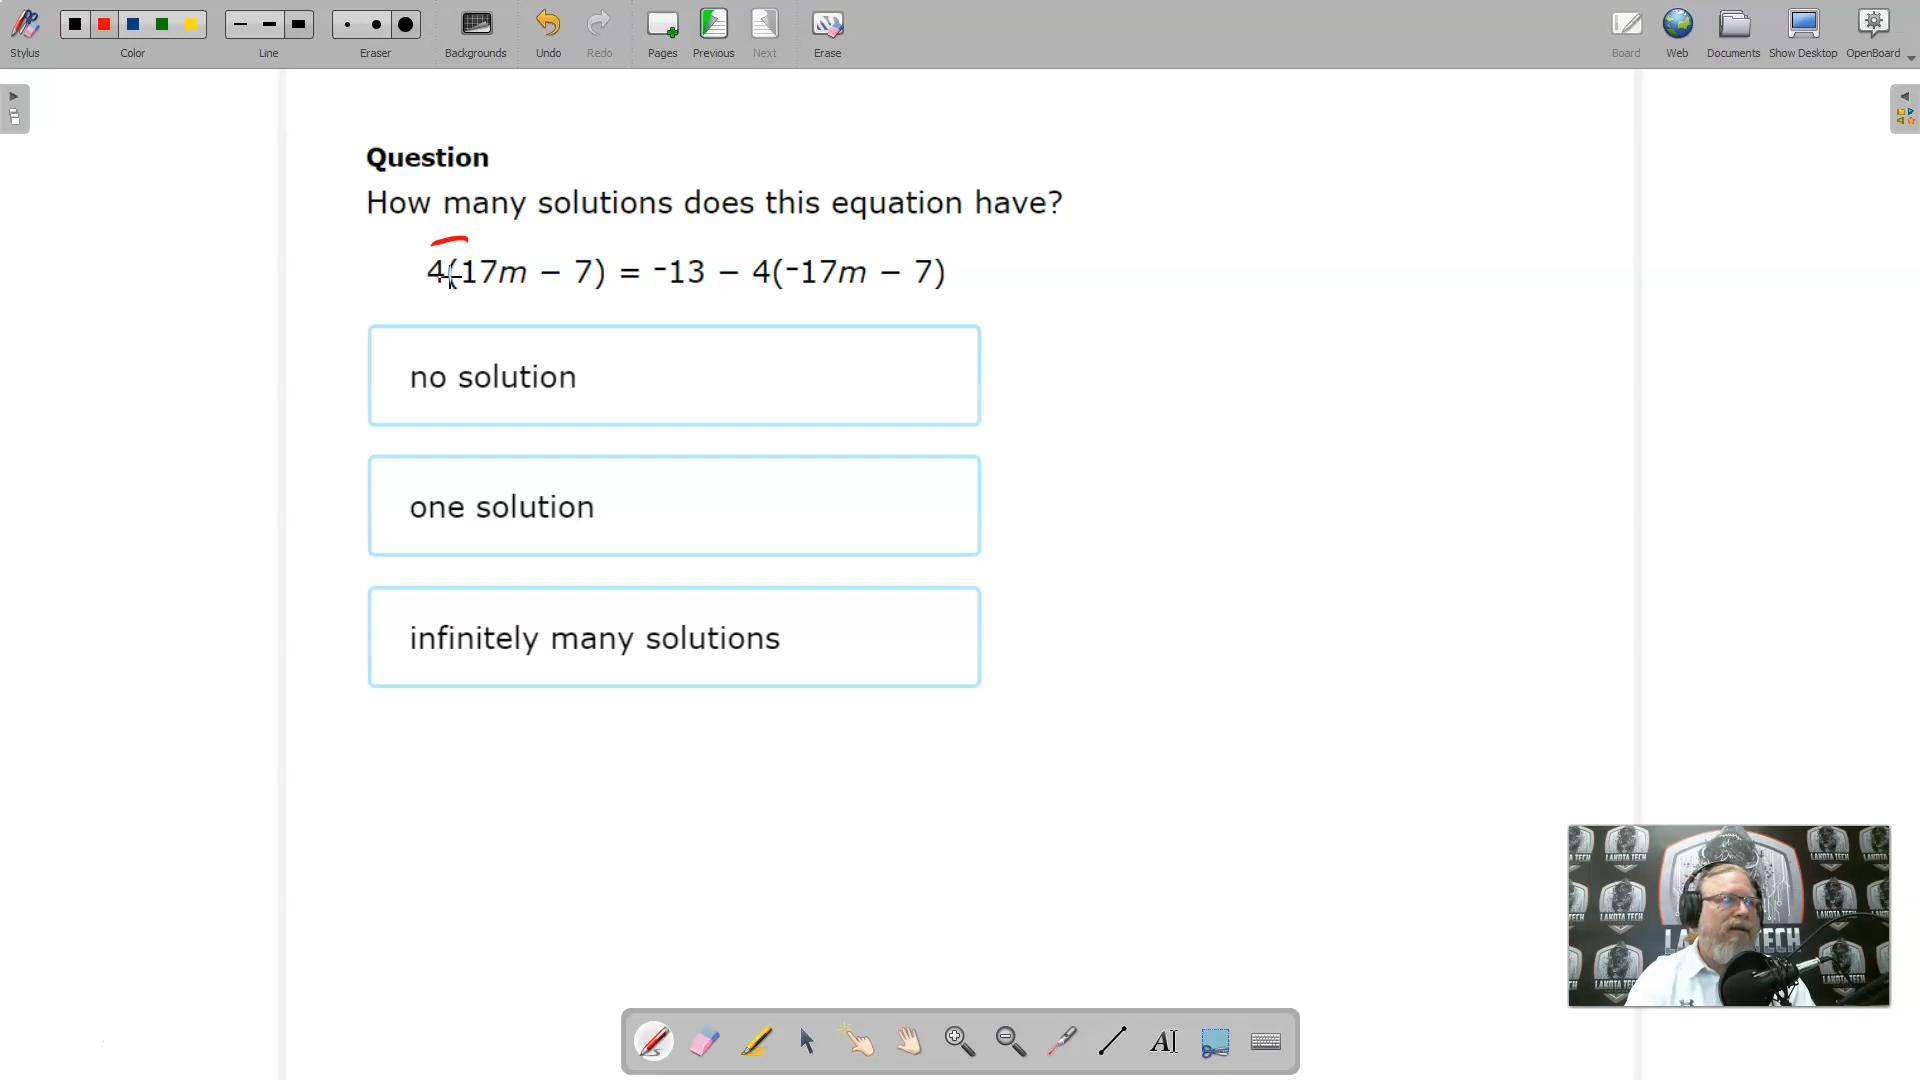 Stylus Color Line Eraser Backgrounds Undo Redo Pages Previous Next Erase Board Web Documents Show Desktop OpenBoard
Question
How many solutions does this equation have?
4(17m − 7) = ⁻13 − 4(⁻17m − 7)
no solution
one solution
infinitely many solutions
LAKOTA TECH